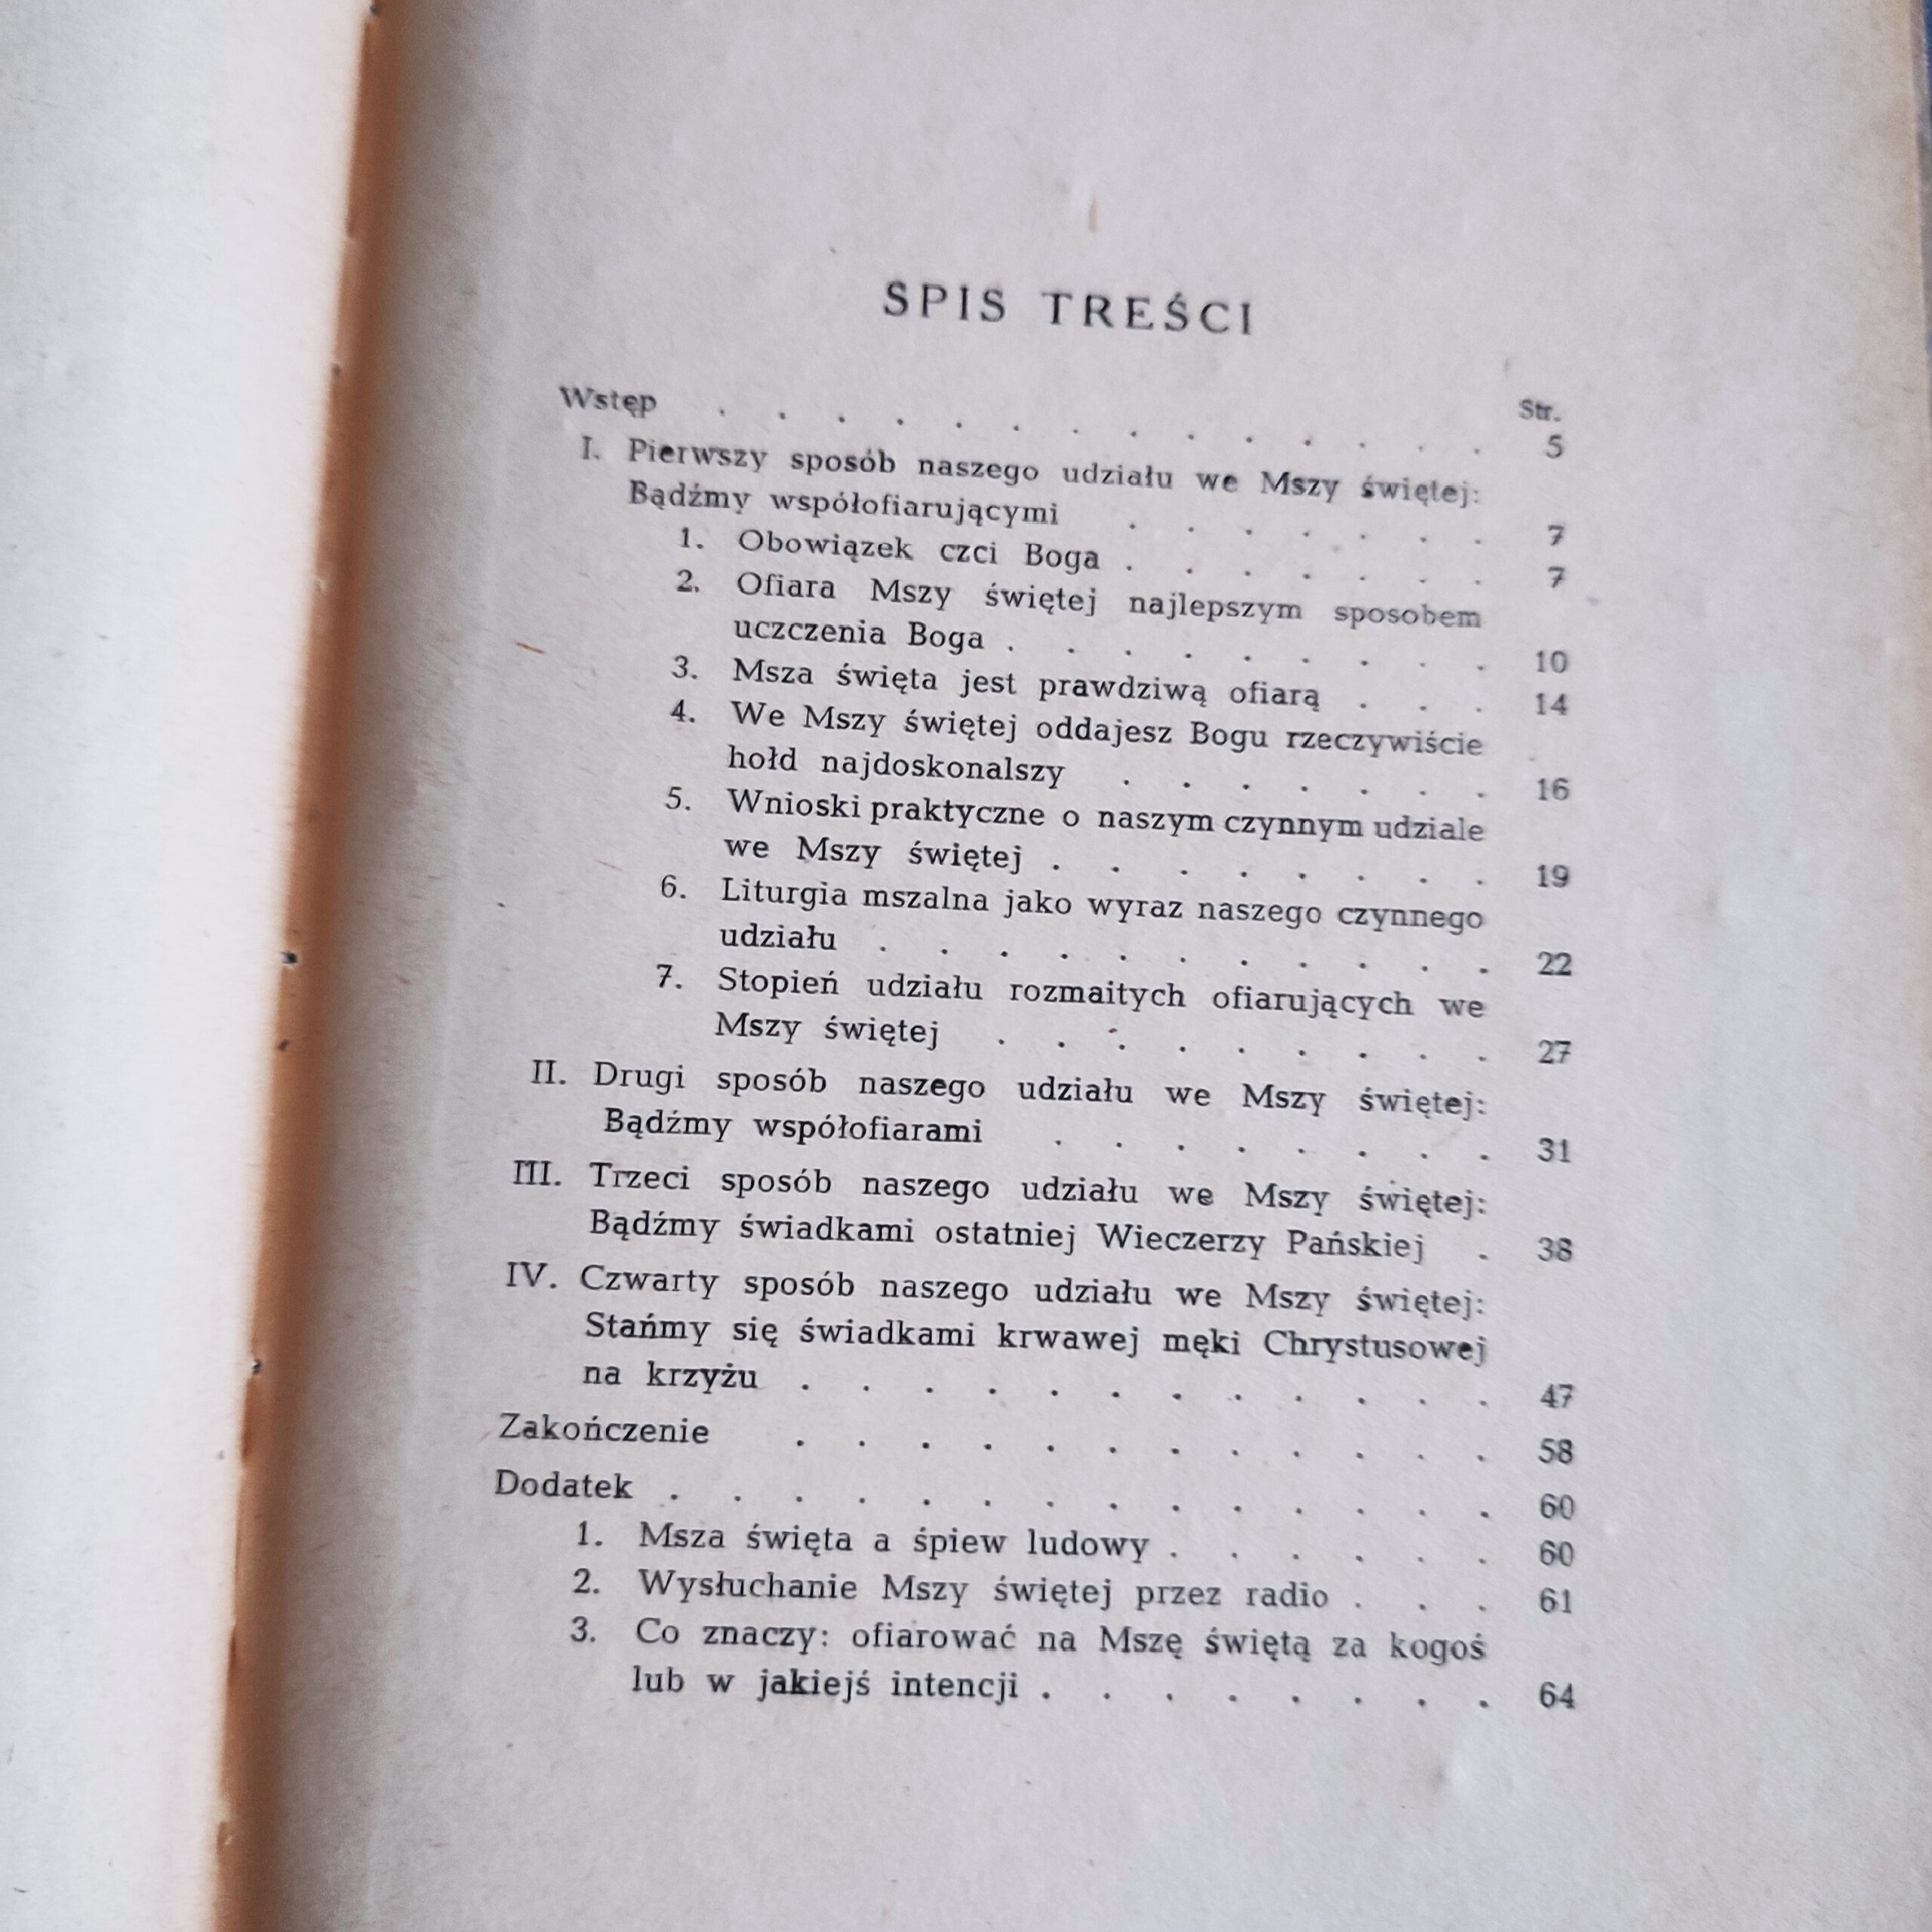 SPIS TREŚCI
Str.
Wstęp . . . . . . . . . . . . . . 5
I. Pierwszy sposób naszego udziału we Mszy świętej:
Bądźmy współofiarującymi . . . . . . . 7
1. Obowiązek czci Boga . . . . . . . 7
2. Ofiara Mszy świętej najlepszym sposobem
uczczenia Boga . . . . . . . . . 10
3. Msza święta jest prawdziwą ofiarą . . . 14
4. We Mszy świętej oddajesz Bogu rzeczywiście
hołd najdoskonalszy . . . . . . . 16
5. Wnioski praktyczne o naszym czynnym udziale
we Mszy świętej . . . . . . . . 19
6. Liturgia mszalna jako wyraz naszego czynnego
udziału . . . . . . . . . . . 22
7. Stopień udziału rozmaitych ofiarujących we
Mszy świętej . . . . . . . . . 27
II. Drugi sposób naszego udziału we Mszy świętej:
Bądźmy współofiarami . . . . . . . . 31
III. Trzeci sposób naszego udziału we Mszy świętej:
Bądźmy świadkami ostatniej Wieczerzy Pańskiej . 38
IV. Czwarty sposób naszego udziału we Mszy świętej:
Stańmy się świadkami krwawej męki Chrystusowej
na krzyżu . . . . . . . . . . . . 47
Zakończenie . . . . . . . . . . . . 58
Dodatek . . . . . . . . . . . . . . 60
1. Msza święta a śpiew ludowy . . . . . . 60
2. Wysłuchanie Mszy świętej przez radio . . . 61
3. Co znaczy: ofiarować na Mszę świętą za kogoś
lub w jakiejś intencji . . . . . . . . 64